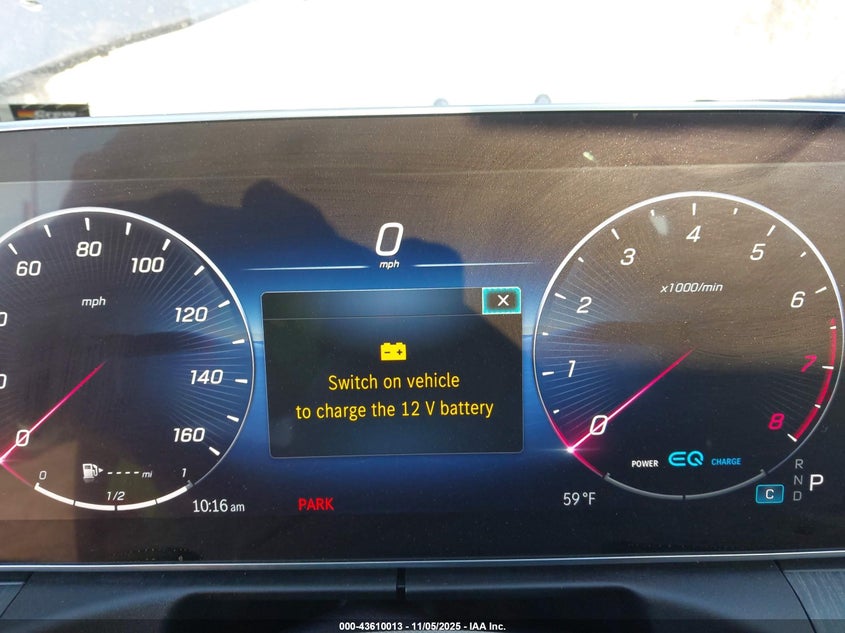 0
mph
60
80
100
120
140
160
mph
0
0
1/2
1
----- mi
10:16 am
PARK
Switch on vehicle
to charge the 12 V battery
59°F
0
1
2
3
4
5
6
7
8
x1000/min
POWER
EQ
CHARGE
R
N
D
P
C
000-43610013 - 11/05/2025 - IAA Inc.